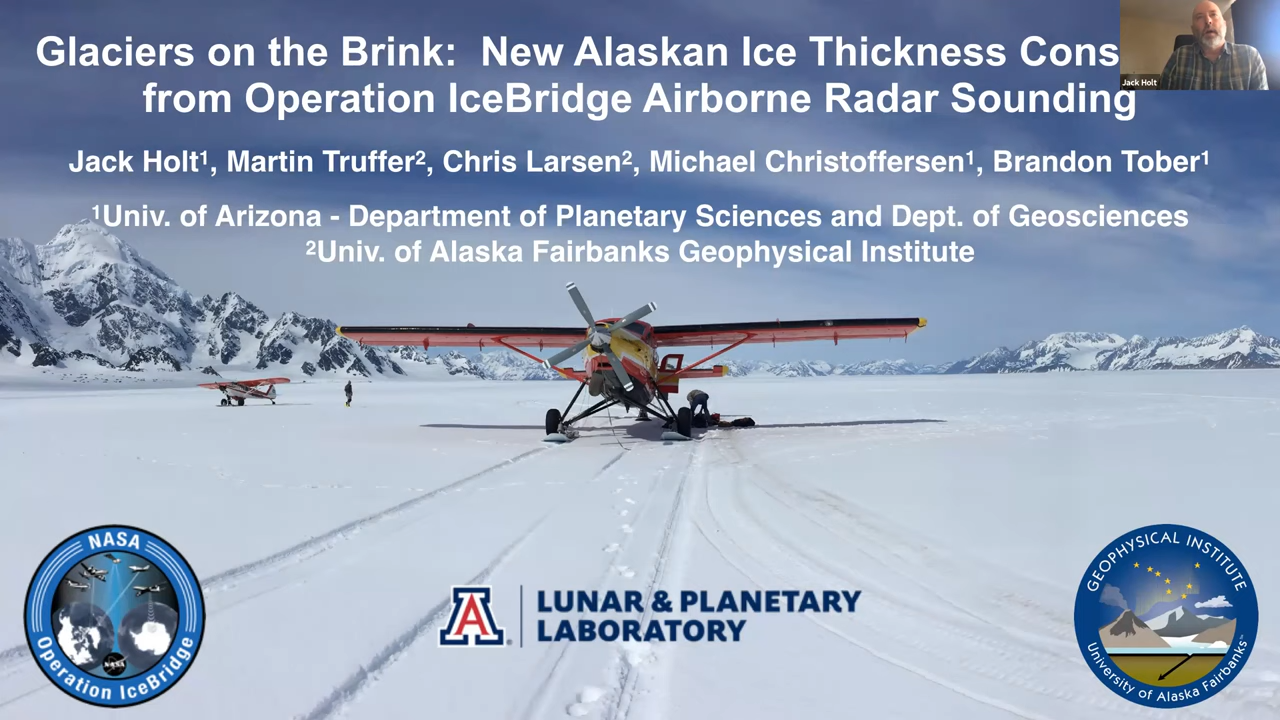 Glaciers on the Brink:  New Alaskan Ice Thickness Cons
from Operation IceBridge Airborne Radar Sounding
Jack Holt
Jack Holt¹, Martin Truffer², Chris Larsen², Michael Christoffersen¹, Brandon Tober¹
¹Univ. of Arizona - Department of Planetary Sciences and Dept. of Geosciences
²Univ. of Alaska Fairbanks Geophysical Institute
NASA
Operation IceBridge
NASA
A
LUNAR & PLANETARY
LABORATORY
GEOPHYSICAL INSTITUTE
University of Alaska Fairbanks